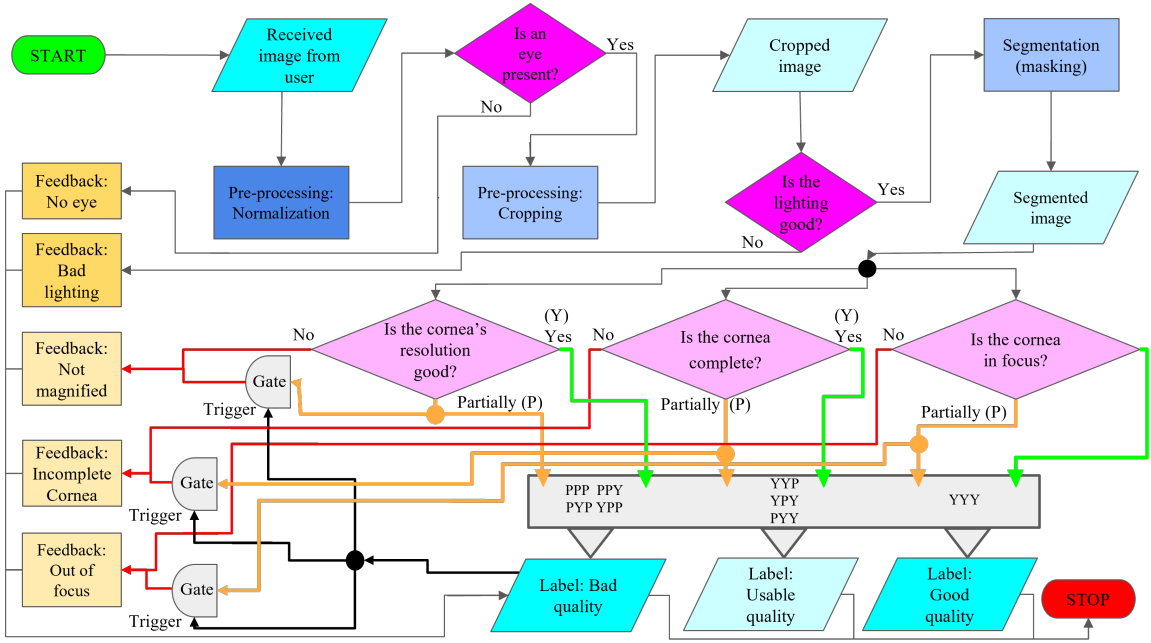 START
Received
image from
user
Is an
eye
present?
Yes
No
Cropped
image
Segmentation
(masking)
Feedback:
No eye
Pre-processing:
Normalization
Pre-processing:
Cropping
Is the
lighting
good?
Yes
No
Segmented
image
Feedback:
Bad
lighting
Feedback:
Not
magnified
No
Is the cornea's
resolution
good?
(Y)
Yes
No
Is the cornea
complete?
(Y)
Yes
No
Is the cornea
in focus?
Gate
Trigger
Partially (P)
Partially (P)
Partially (P)
Feedback:
Incomplete
Cornea
Gate
Trigger
PPP PPY
PYP YPP
YYP
YPY
PYY
YYY
Feedback:
Out of
focus
Gate
Trigger
Label: Bad
quality
Label:
Usable
quality
Label:
Good
quality
STOP